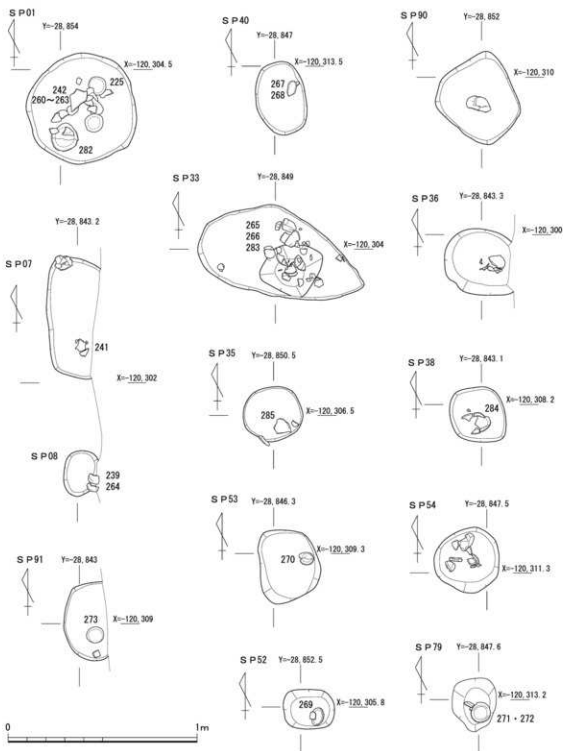 SP01
Y=-28,854
X=-120,304.5
225
242
260～263
282
SP40
Y=-28,847
X=-120,313.5
267
268
SP90
Y=-28,852
X=-120,310
SP33
Y=-28,849
X=-120,304
265
266
283
SP36
Y=-28,843.3
X=-120,300
4
SP07
Y=-28,843.2
241
X=-120,302
SP08
239
264
SP35
Y=-28,850.5
X=-120,306.5
285
SP38
Y=-28,843.1
X=-120,308.2
284
SP53
Y=-28,846.3
X=-120,309.3
270
SP54
Y=-28,847.5
X=-120,311.3
SP91
Y=-28,843
X=-120,309
273
SP52
Y=-28,852.5
X=-120,305.8
269
SP79
Y=-28,847.6
X=-120,313.2
271・272
0 1m